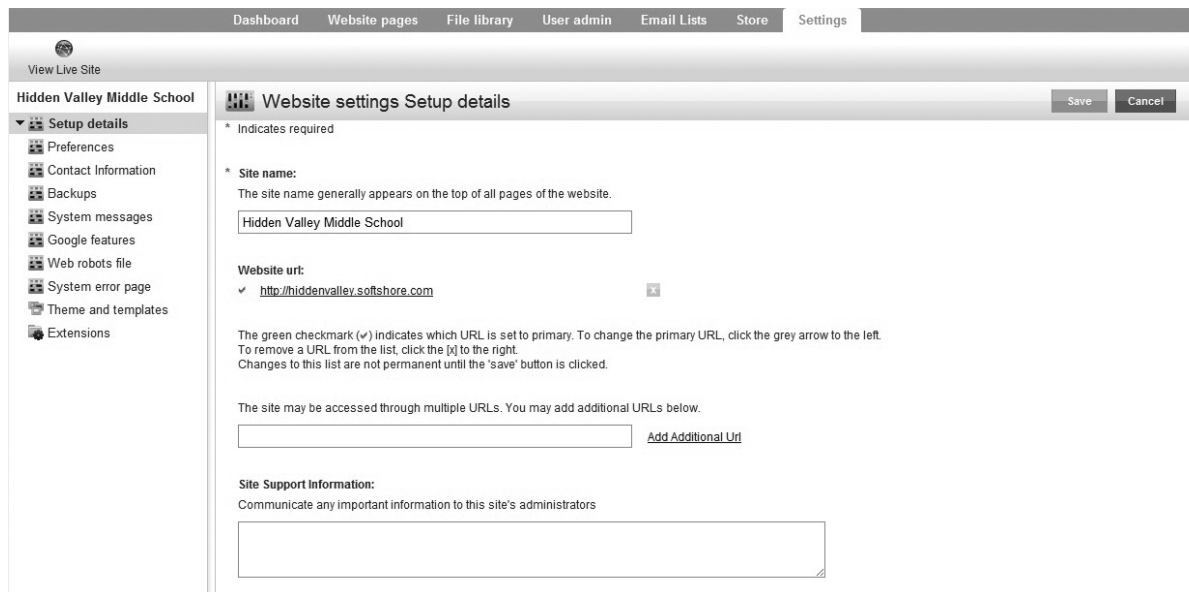 Dashboard Website pages File library User admin Email Lists Store Settings
View Live Site
Hidden Valley Middle School
Setup details
Preferences
Contact Information
Backups
System messages
Google features
Web robots file
System error page
Theme and templates
Extensions
Website settings Setup details
Save Cancel
* Indicates required
* Site name:
The site name generally appears on the top of all pages of the website.
Hidden Valley Middle School
Website url:
✔ http://hiddenvalley.softshore.com x
The green checkmark (✔) indicates which URL is set to primary. To change the primary URL, click the grey arrow to the left.
To remove a URL from the list, click the [x] to the right.
Changes to this list are not permanent until the 'save' button is clicked.
The site may be accessed through multiple URLs. You may add additional URLs below.
Add Additional Url
Site Support Information:
Communicate any important information to this site's administrators